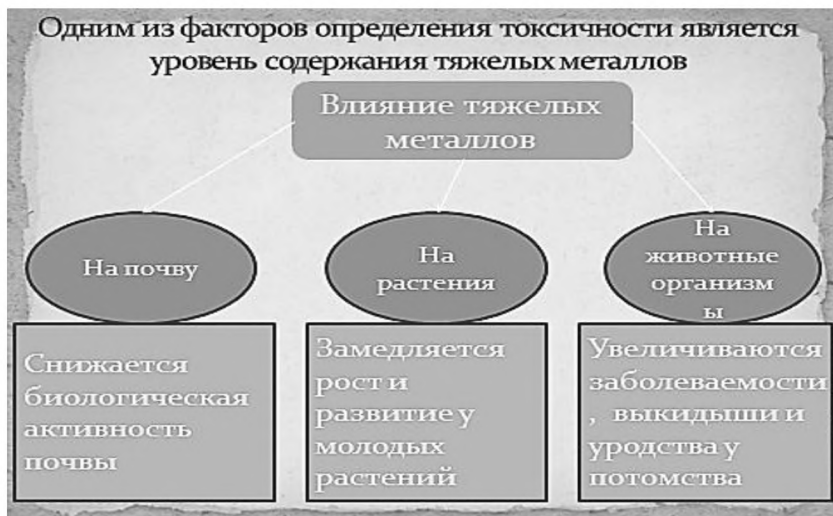 Одним из факторов определения токсичности является
уровень содержания тяжелых металлов
Влияние тяжелых
металлов
На почву
На
растения
На
животные
организм
ы
Снижается
биологическая
активность
почвы
Замедляется
рост и
развитие у
молодых
растений
Увеличиваются
заболеваемости
, выкидыши и
уродства у
потомства